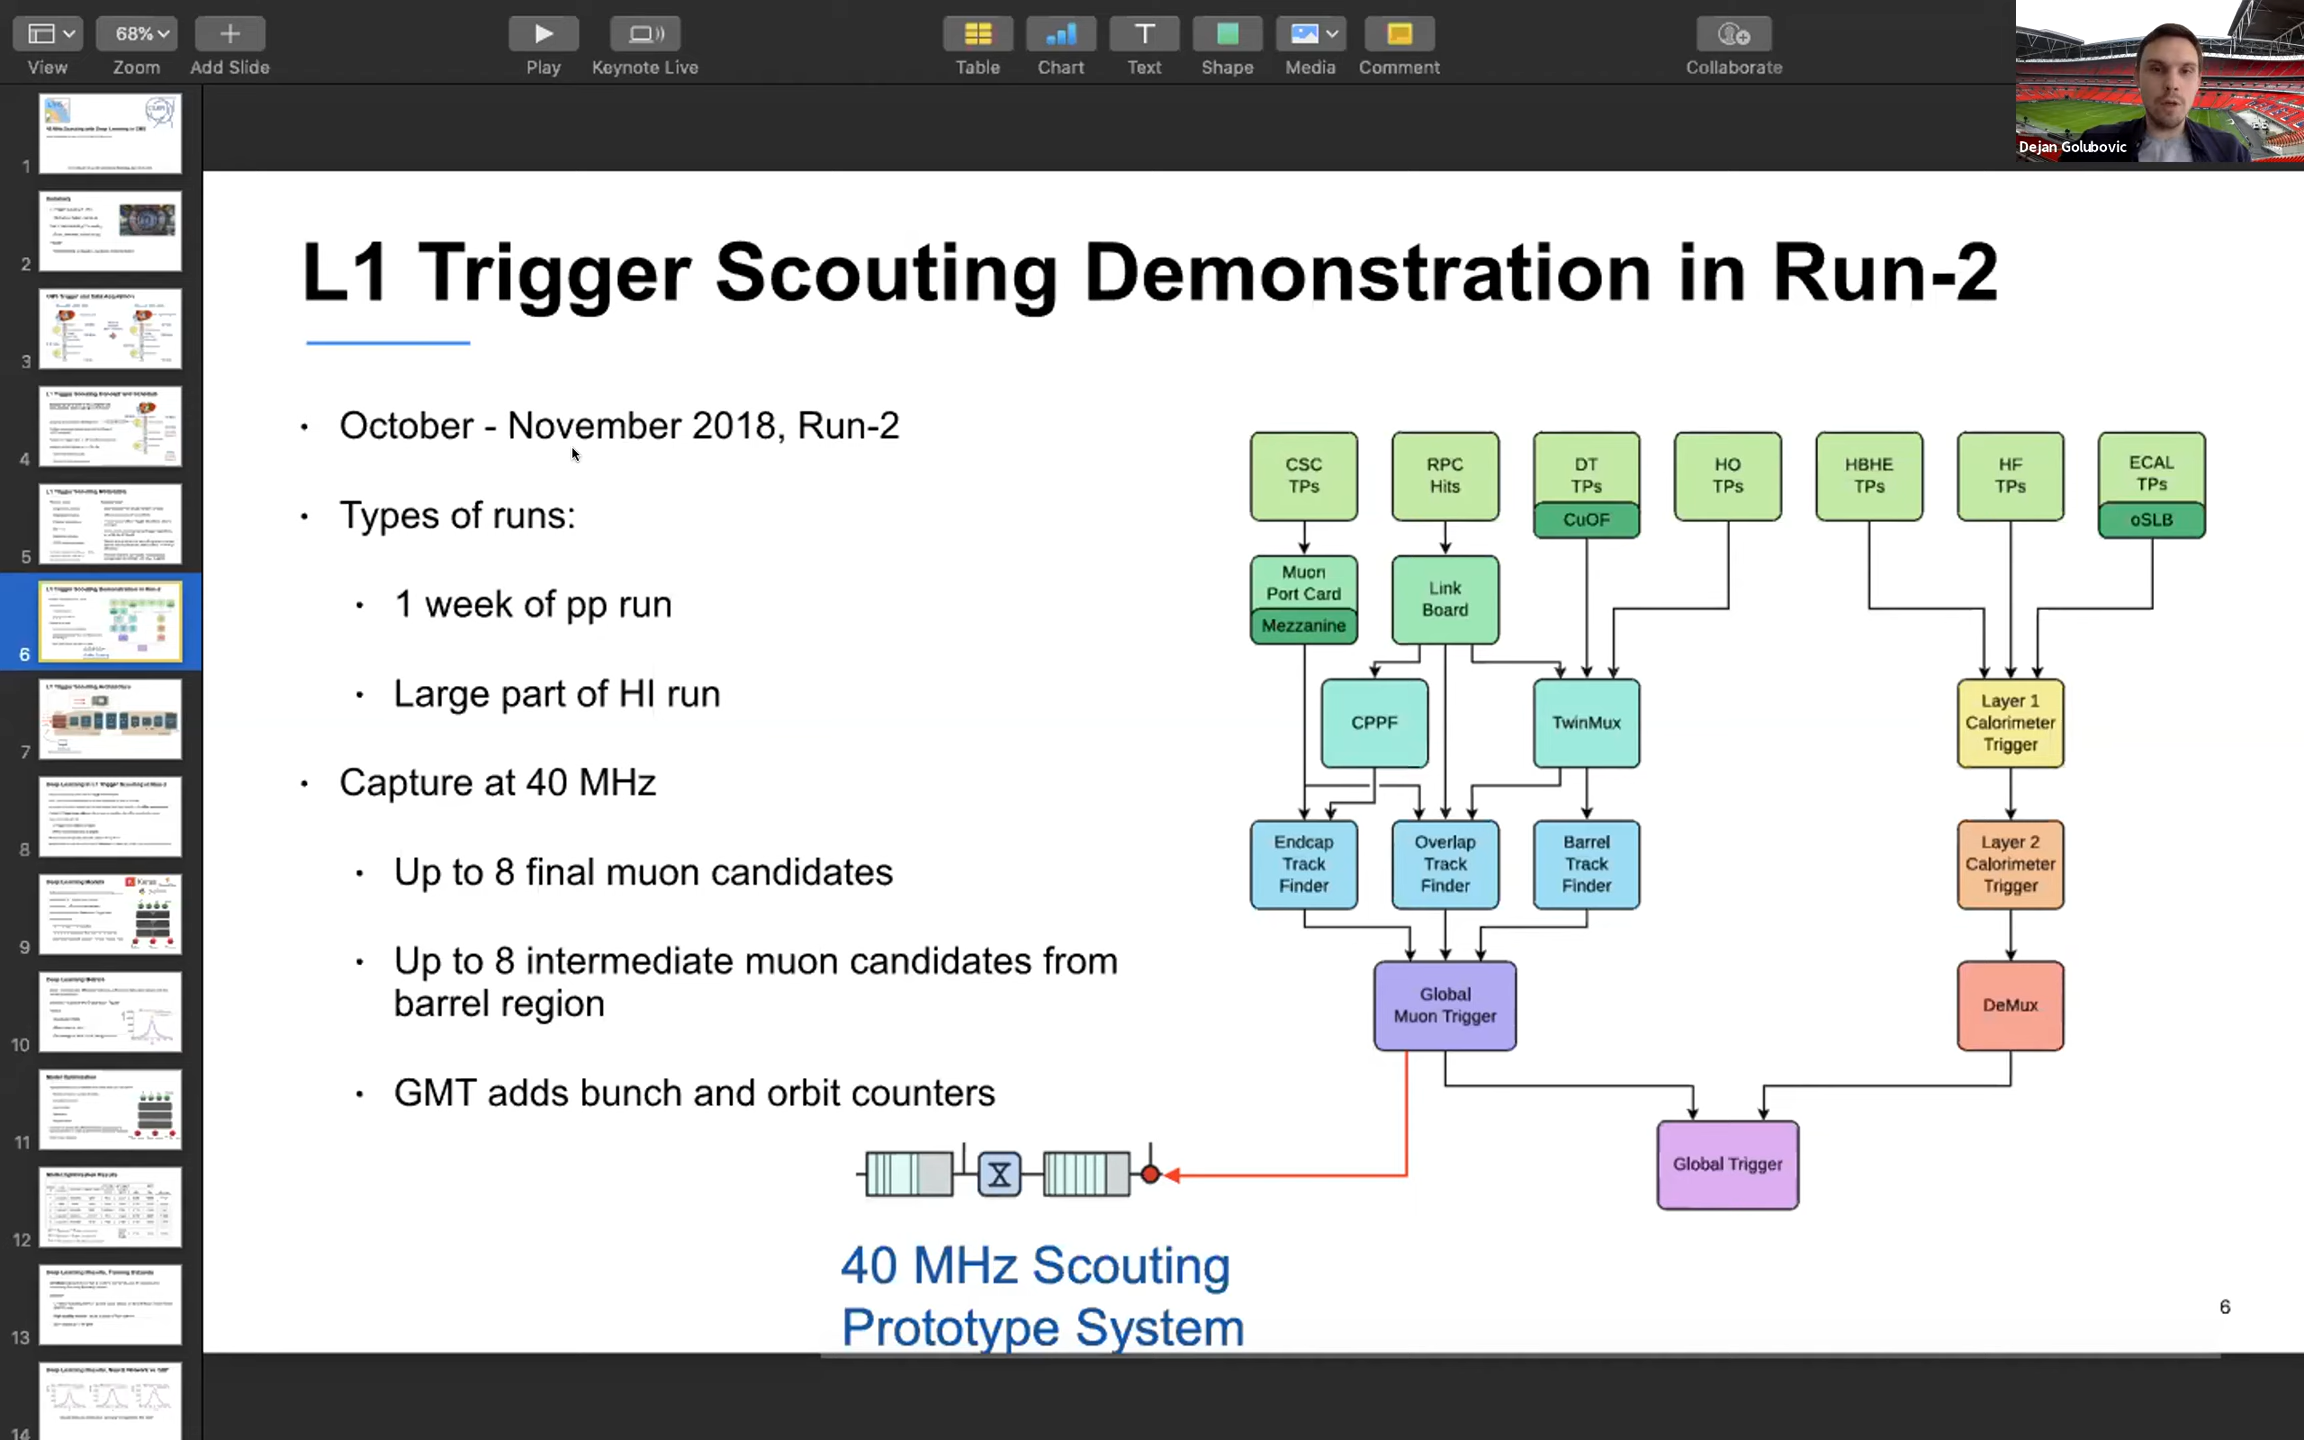 68%
View
Zoom
Add Slide
Play
Keynote Live
Table
Chart
Text
Shape
Media
Comment
Collaborate
Dejan Golubovic
1
2
3
4
5
6
7
8
9
10
11
12
13
14
L1 Trigger Scouting Demonstration in Run-2
• October - November 2018, Run-2
• Types of runs:
• 1 week of pp run
• Large part of HI run
• Capture at 40 MHz
• Up to 8 final muon candidates
• Up to 8 intermediate muon candidates from
barrel region
• GMT adds bunch and orbit counters
CSC
TPs
RPC
Hits
DT
TPs
CuOF
HO
TPs
HBHE
TPs
HF
TPs
ECAL
TPs
oSLB
Muon
Port Card
Mezzanine
Link
Board
CPPF
TwinMux
Layer 1
Calorimeter
Trigger
Endcap
Track
Finder
Overlap
Track
Finder
Barrel
Track
Finder
Layer 2
Calorimeter
Trigger
Global
Muon Trigger
DeMux
Global Trigger
40 MHz Scouting
Prototype System
6